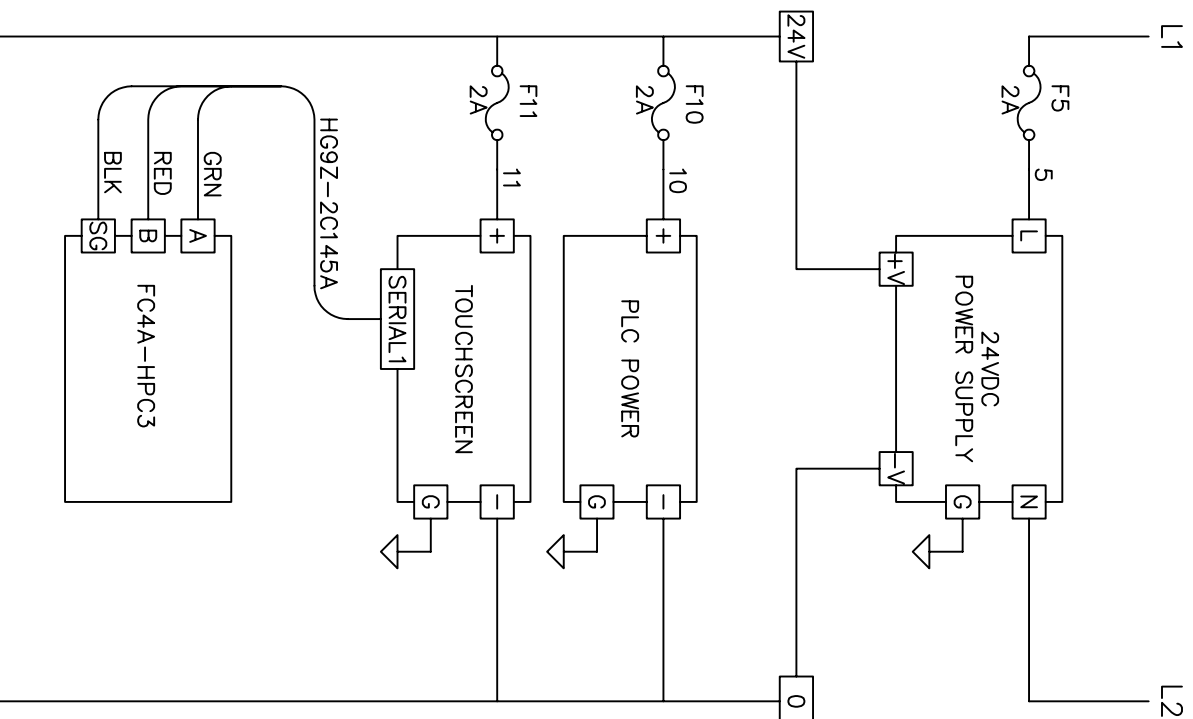 L1
L2
F5
2A
5
L
N
24VDC
POWER SUPPLY
G
+V
-V
24V
0
F10
2A
10
+
-
PLC POWER
G
F11
2A
11
+
-
TOUCHSCREEN
G
SERIAL1
HG9Z-2C145A
GRN
RED
BLK
A
B
SG
FC4A-HPC3